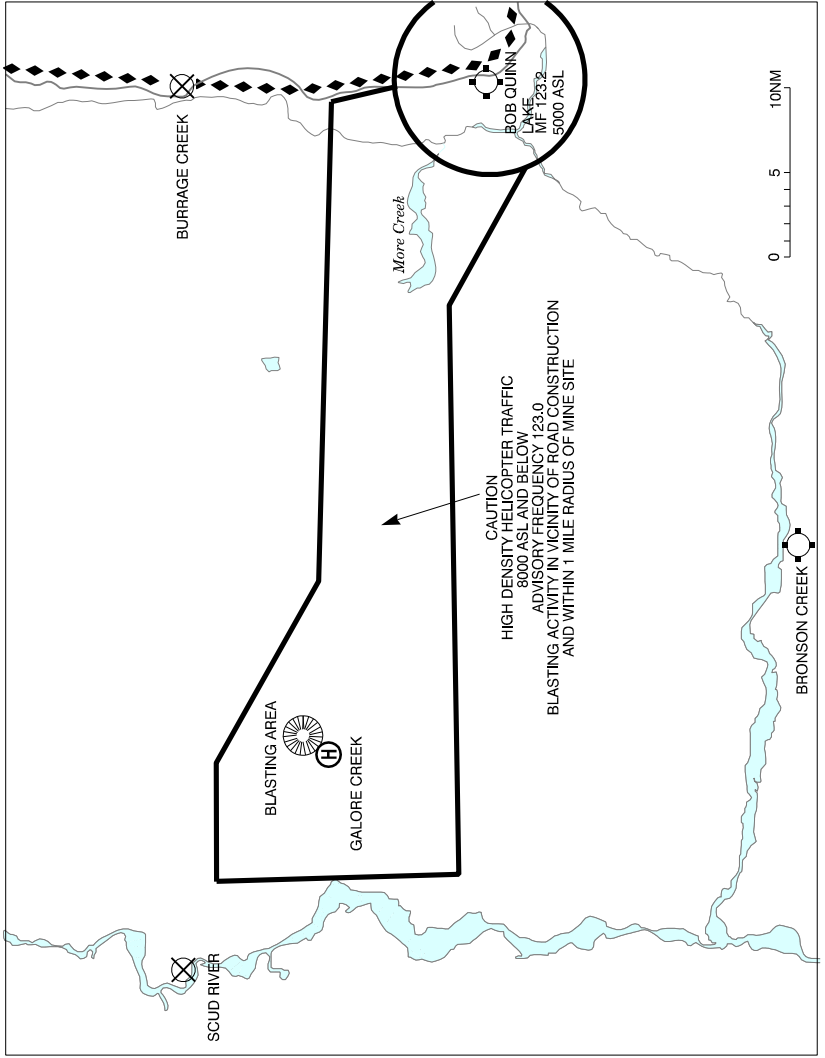 SCUD RIVER
BURRAGE CREEK
BLASTING AREA
H
GALORE CREEK
More Creek
BOB QUINN
LAKE
MF 123.2
5000 ASL
CAUTION
HIGH DENSITY HELICOPTER TRAFFIC
8000 ASL AND BELOW
ADVISORY FREQUENCY 123.0
BLASTING ACTIVITY IN VICINITY OF ROAD CONSTRUCTION
AND WITHIN 1 MILE RADIUS OF MINE SITE
BRONSON CREEK
0 5 10NM